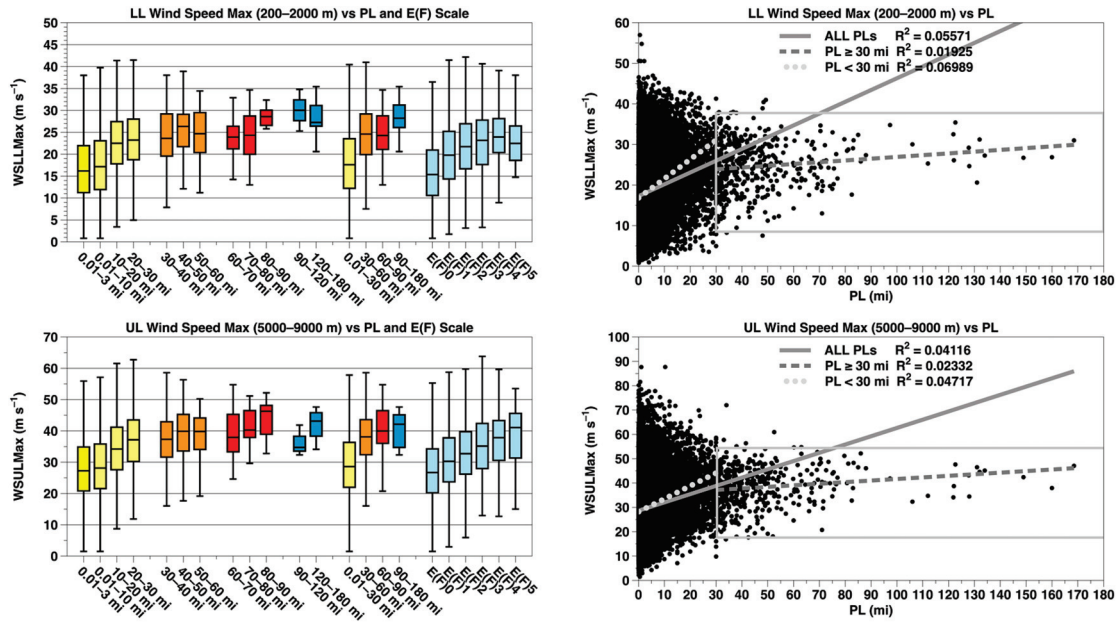 LL Wind Speed Max (200–2000 m) vs PL and E(F) Scale
WSLLMax (m s⁻¹)
50
45
40
35
30
25
20
15
10
5
0
0.01–3 mi
0.01–10 mi
10–20 mi
20–30 mi
30–40 mi
40–50 mi
50–60 mi
60–70 mi
70–80 mi
80–90 mi
90–120 mi
120–180 mi
0.01–30 mi
30–60 mi
60–90 mi
90–180 mi
E(F)0
E(F)1
E(F)2
E(F)3
E(F)4
E(F)5
LL Wind Speed Max (200–2000 m) vs PL
ALL PLs R² = 0.05571
PL ≥ 30 mi R² = 0.01925
PL < 30 mi R² = 0.06989
WSLLMax (m s⁻¹)
60
50
40
30
20
10
0
0 10 20 30 40 50 60 70 80 90 100 110 120 130 140 150 160 170 180
PL (mi)
UL Wind Speed Max (5000–9000 m) vs PL and E(F) Scale
WSULMax (m s⁻¹)
70
60
50
40
30
20
10
0
0.01–3 mi
0.01–10 mi
10–20 mi
20–30 mi
30–40 mi
40–50 mi
50–60 mi
60–70 mi
70–80 mi
80–90 mi
90–120 mi
120–180 mi
0.01–30 mi
30–60 mi
60–90 mi
90–180 mi
E(F)0
E(F)1
E(F)2
E(F)3
E(F)4
E(F)5
UL Wind Speed Max (5000–9000 m) vs PL
ALL PLs R² = 0.04116
PL ≥ 30 mi R² = 0.02332
PL < 30 mi R² = 0.04717
WSULMax (m s⁻¹)
100
90
80
70
60
50
40
30
20
10
0
0 10 20 30 40 50 60 70 80 90 100 110 120 130 140 150 160 170 180
PL (mi)